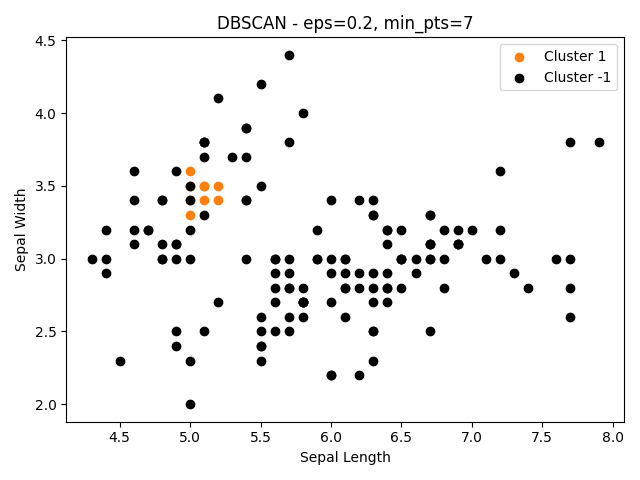 DBSCAN - eps=0.2, min_pts=7
4.5
4.0
3.5
3.0
2.5
2.0
Sepal Width
Cluster 1
Cluster -1
4.5 5.0 5.5 6.0 6.5 7.0 7.5 8.0
Sepal Length